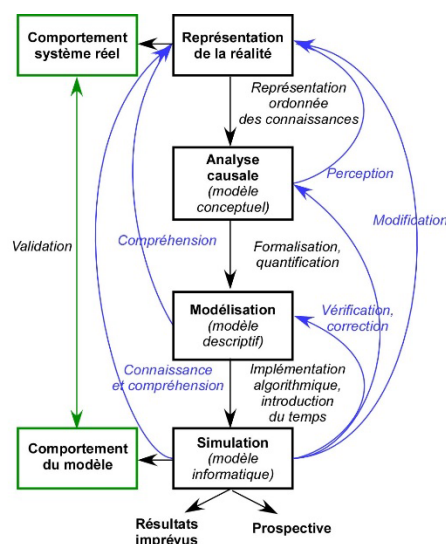 Comportement
système réel
Représentation
de la réalité
Représentation
ordonnée
des connaissances
Analyse
causale
(modèle
conceptuel)
Perception
Modification
Validation
Compréhension
Formalisation,
quantification
Modélisation
(modèle
descriptif)
Vérification,
correction
Connaissance
et compréhension
Implémentation
algorithmique,
introduction
du temps
Comportement
du modèle
Simulation
(modèle
informatique)
Résultats
imprévus
Prospective